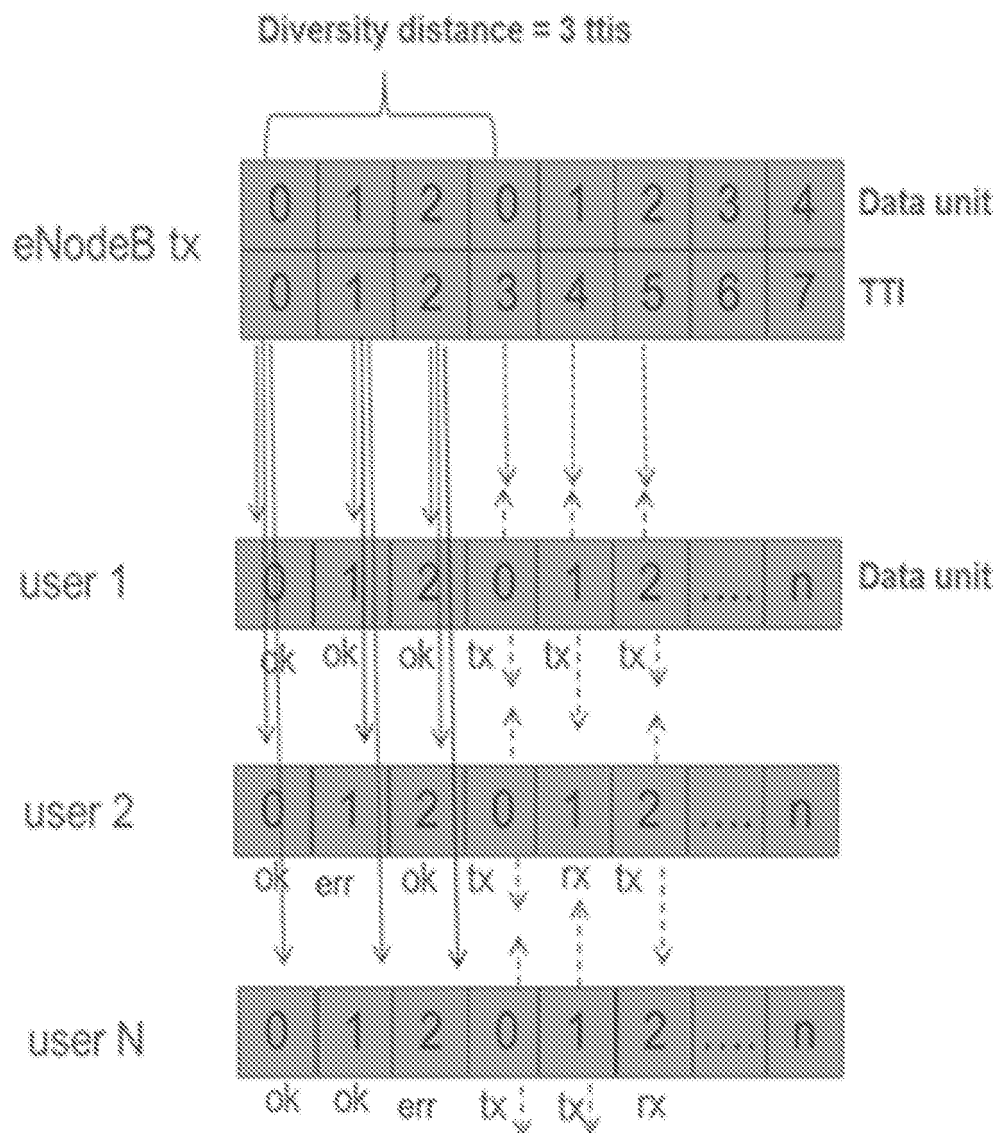 Diversity distance = 3 ttis
0 1 2 0 1 2 3 4 Data unit
eNodeB tx
0 1 2 3 4 5 6 7 TTI
user 1 0 1 2 0 1 2 .... n Data unit
ok ok ok tx tx tx
user 2 0 1 2 0 1 2 .... n
ok err ok tx rx tx
user N 0 1 2 0 1 2 .... n
ok ok err tx tx rx